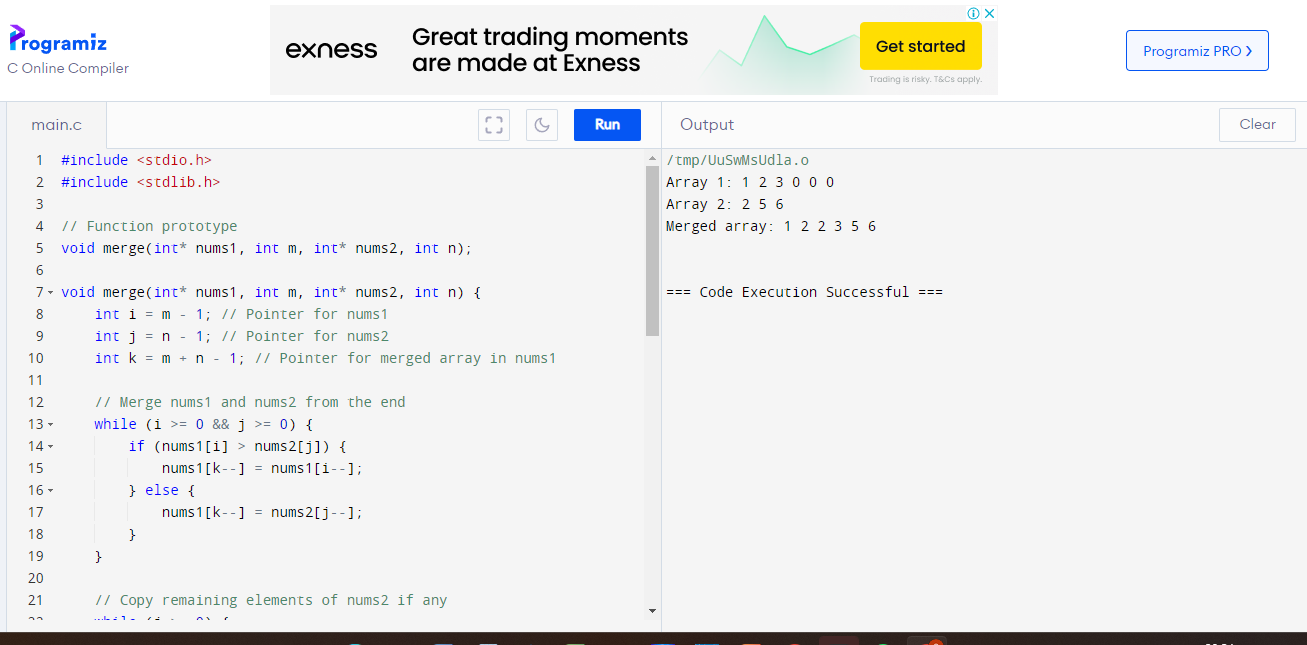 Programiz
C Online Compiler
exness
Great trading moments
are made at Exness
Get started
Trading is risky. T&Cs apply.
Programiz PRO
main.c
Run
Output
Clear
1 #include <stdio.h>
2 #include <stdlib.h>
3
4 // Function prototype
5 void merge(int* nums1, int m, int* nums2, int n);
6
7 void merge(int* nums1, int m, int* nums2, int n) {
8     int i = m - 1; // Pointer for nums1
9     int j = n - 1; // Pointer for nums2
10     int k = m + n - 1; // Pointer for merged array in nums1
11
12     // Merge nums1 and nums2 from the end
13     while (i >= 0 && j >= 0) {
14         if (nums1[i] > nums2[j]) {
15             nums1[k--] = nums1[i--];
16         } else {
17             nums1[k--] = nums2[j--];
18         }
19     }
20
21     // Copy remaining elements of nums2 if any
/tmp/UuSwMsUdla.o
Array 1: 1 2 3 0 0 0
Array 2: 2 5 6
Merged array: 1 2 2 3 5 6
=== Code Execution Successful ===